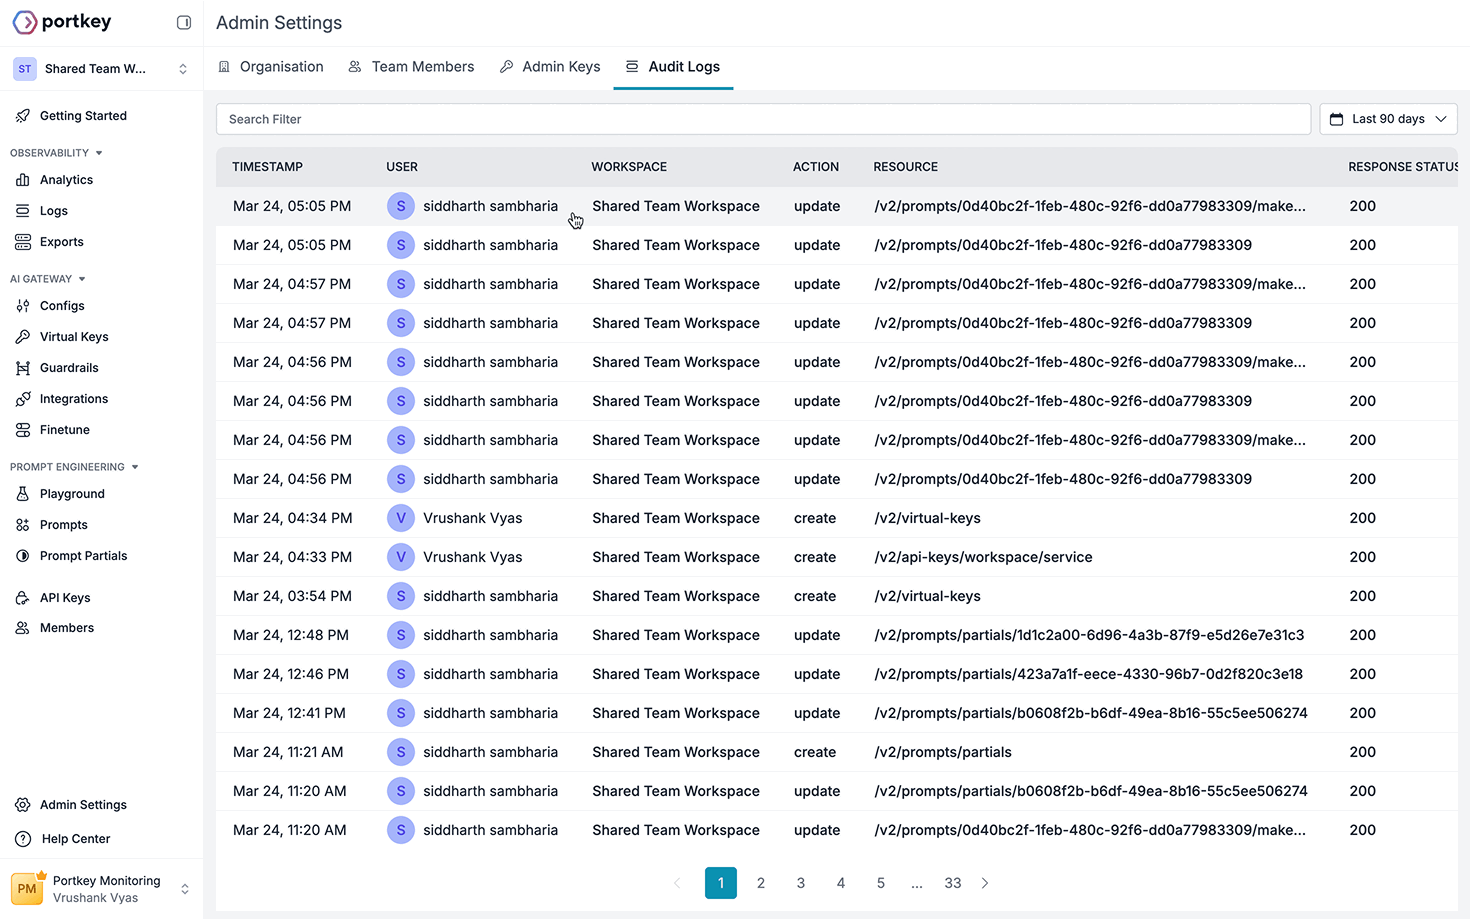 portkey
Admin Settings
ST Shared Team W...
Organisation Team Members Admin Keys Audit Logs
Getting Started
OBSERVABILITY
Analytics
Logs
Exports
AI GATEWAY
Configs
Virtual Keys
Guardrails
Integrations
Finetune
PROMPT ENGINEERING
Playground
Prompts
Prompt Partials
API Keys
Members
Admin Settings
Help Center
PM Portkey Monitoring
Vrushank Vyas
Search Filter Last 90 days
TIMESTAMP USER WORKSPACE ACTION RESOURCE RESPONSE STATUS
Mar 24, 05:05 PM S siddharth sambharia Shared Team Workspace update /v2/prompts/0d40bc2f-1feb-480c-92f6-dd0a77983309/make... 200
Mar 24, 05:05 PM S siddharth sambharia Shared Team Workspace update /v2/prompts/0d40bc2f-1feb-480c-92f6-dd0a77983309 200
Mar 24, 04:57 PM S siddharth sambharia Shared Team Workspace update /v2/prompts/0d40bc2f-1feb-480c-92f6-dd0a77983309/make... 200
Mar 24, 04:57 PM S siddharth sambharia Shared Team Workspace update /v2/prompts/0d40bc2f-1feb-480c-92f6-dd0a77983309 200
Mar 24, 04:56 PM S siddharth sambharia Shared Team Workspace update /v2/prompts/0d40bc2f-1feb-480c-92f6-dd0a77983309/make... 200
Mar 24, 04:56 PM S siddharth sambharia Shared Team Workspace update /v2/prompts/0d40bc2f-1feb-480c-92f6-dd0a77983309 200
Mar 24, 04:56 PM S siddharth sambharia Shared Team Workspace update /v2/prompts/0d40bc2f-1feb-480c-92f6-dd0a77983309/make... 200
Mar 24, 04:56 PM S siddharth sambharia Shared Team Workspace update /v2/prompts/0d40bc2f-1feb-480c-92f6-dd0a77983309 200
Mar 24, 04:34 PM V Vrushank Vyas Shared Team Workspace create /v2/virtual-keys 200
Mar 24, 04:33 PM V Vrushank Vyas Shared Team Workspace create /v2/api-keys/workspace/service 200
Mar 24, 03:54 PM S siddharth sambharia Shared Team Workspace create /v2/virtual-keys 200
Mar 24, 12:48 PM S siddharth sambharia Shared Team Workspace update /v2/prompts/partials/1d1c2a00-6d96-4a3b-87f9-e5d26e7e31c3 200
Mar 24, 12:46 PM S siddharth sambharia Shared Team Workspace update /v2/prompts/partials/423a7a1f-eece-4330-96b7-0d2f820c3e18 200
Mar 24, 12:41 PM S siddharth sambharia Shared Team Workspace update /v2/prompts/partials/b0608f2b-b6df-49ea-8b16-55c5ee506274 200
Mar 24, 11:21 AM S siddharth sambharia Shared Team Workspace create /v2/prompts/partials 200
Mar 24, 11:20 AM S siddharth sambharia Shared Team Workspace update /v2/prompts/partials/b0608f2b-b6df-49ea-8b16-55c5ee506274 200
Mar 24, 11:20 AM S siddharth sambharia Shared Team Workspace update /v2/prompts/0d40bc2f-1feb-480c-92f6-dd0a77983309/make... 200
1 2 3 4 5 ... 33